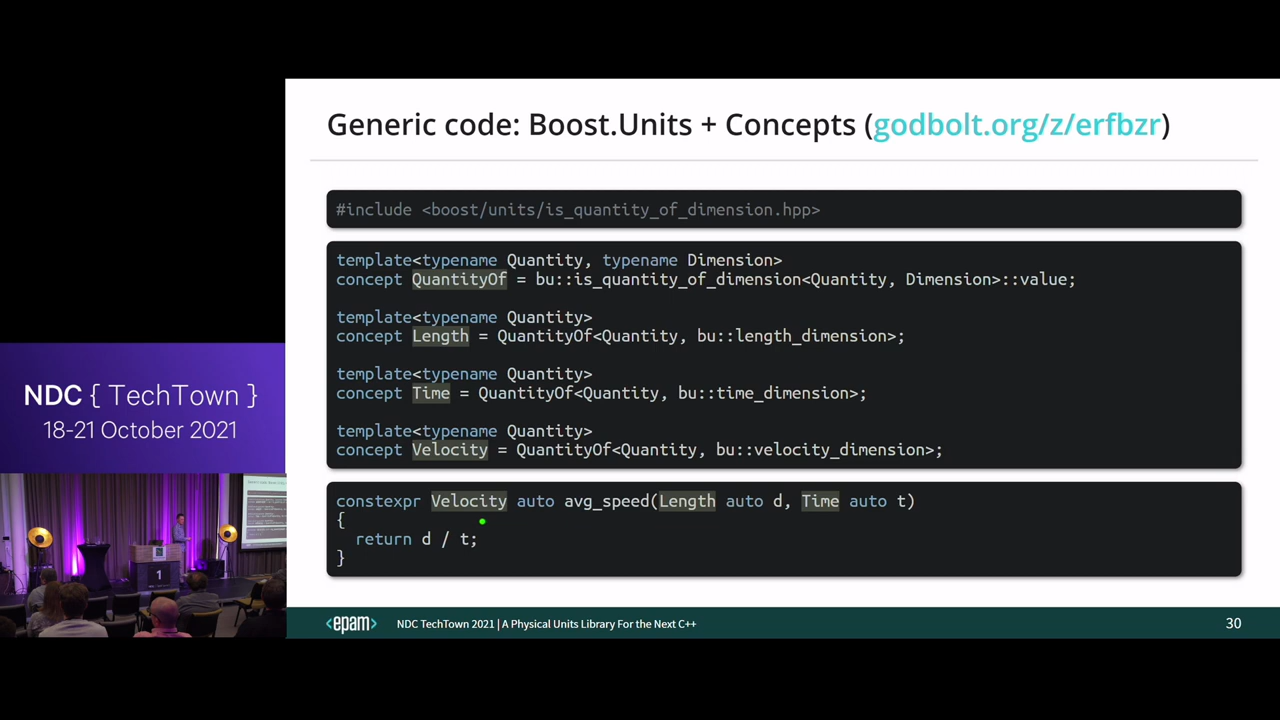 Generic code: Boost.Units + Concepts (godbolt.org/z/erfbzr)
#include <boost/units/is_quantity_of_dimension.hpp>
template<typename Quantity, typename Dimension>
concept QuantityOf = bu::is_quantity_of_dimension<Quantity, Dimension>::value;
template<typename Quantity>
concept Length = QuantityOf<Quantity, bu::length_dimension>;
template<typename Quantity>
concept Time = QuantityOf<Quantity, bu::time_dimension>;
template<typename Quantity>
concept Velocity = QuantityOf<Quantity, bu::velocity_dimension>;
constexpr Velocity auto avg_speed(Length auto d, Time auto t)
{
return d / t;
}
NDC { TechTown }
18-21 October 2021
1
<epam>
NDC TechTown 2021 | A Physical Units Library For the Next C++
30